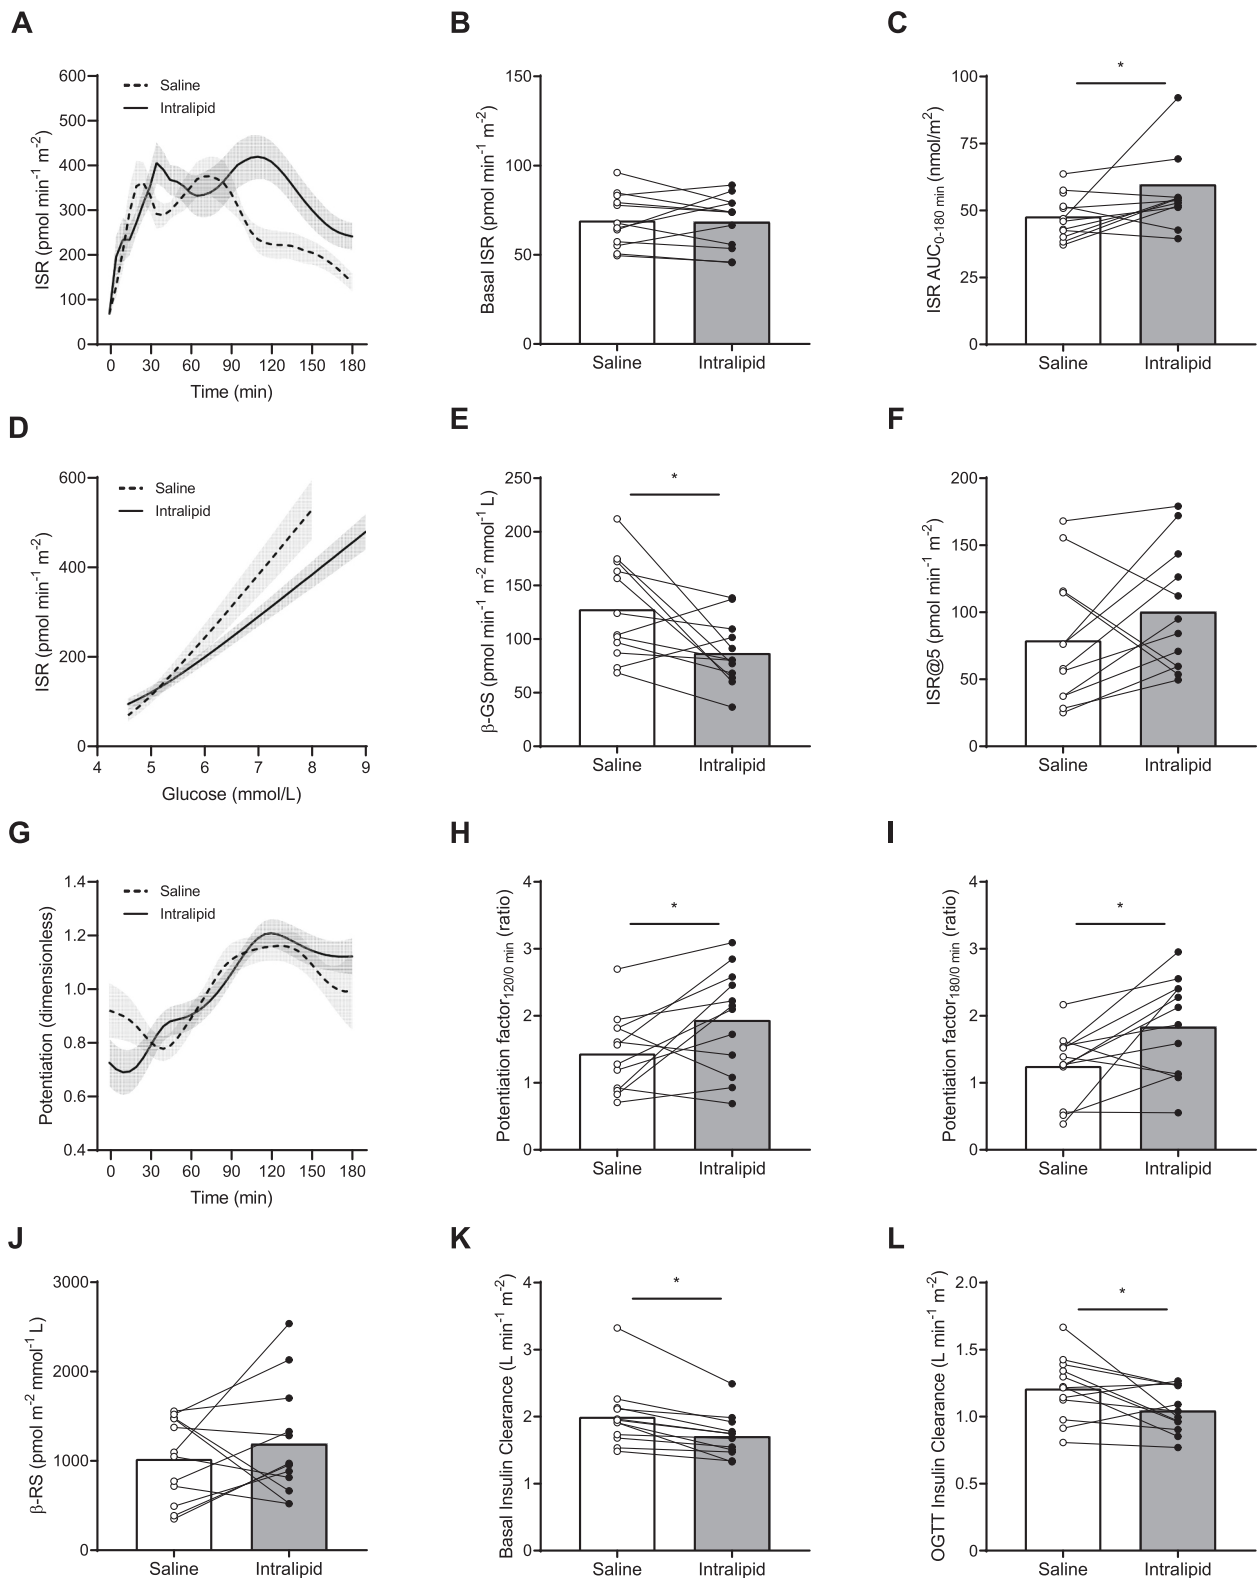 A
B
C
600
500
400
300
200
100
0
ISR (pmol min-1 m-2)
Saline
Intralipid
0 30 60 90 120 150 180
Time (min)
150
100
50
0
Basal ISR (pmol min-1 m-2)
Saline Intralipid
100
75
50
25
0
ISR AUC0-180 min (nmol/m2)
*
Saline Intralipid
D
E
F
600
400
200
0
ISR (pmol min-1 m-2)
Saline
Intralipid
4 5 6 7 8 9
Glucose (mmol/L)
250
200
150
100
50
0
β-GS (pmol min-1 m-2 mmol-1 L)
*
Saline Intralipid
200
150
100
50
0
ISR@5 (pmol min-1 m-2)
Saline Intralipid
G
H
I
1.4
1.2
1.0
0.8
0.6
0.4
Potentiation (dimensionless)
Saline
Intralipid
0 30 60 90 120 150 180
Time (min)
4
3
2
1
0
Potentiation factor120/0 min (ratio)
*
Saline Intralipid
4
3
2
1
0
Potentiation factor180/0 min (ratio)
*
Saline Intralipid
J
K
L
3000
2000
1000
0
β-RS (pmol m-2 mmol-1 L)
Saline Intralipid
4
3
2
1
0
Basal Insulin Clearance (L min-1 m-2)
*
Saline Intralipid
2.0
1.5
1.0
0.5
0
OGTT Insulin Clearance (L min-1 m-2)
*
Saline Intralipid